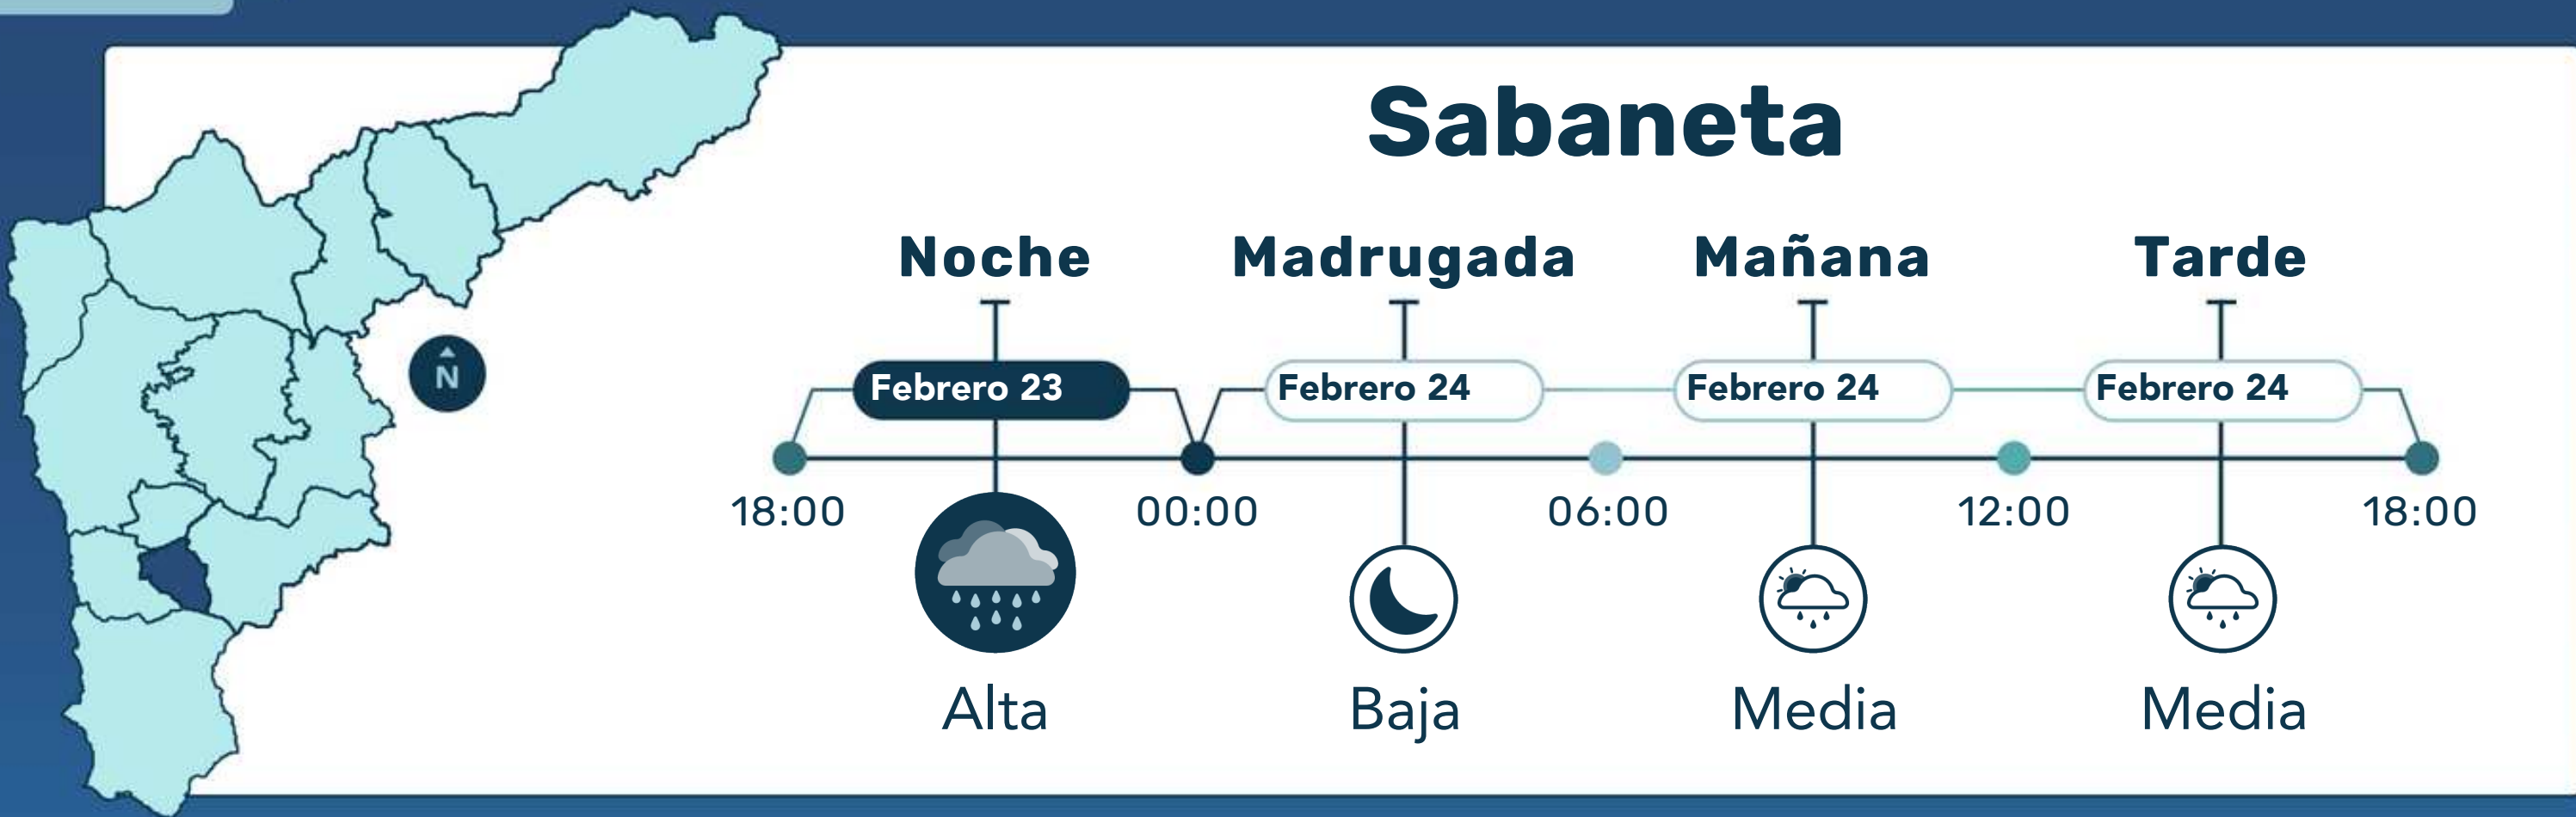 Sabaneta
Noche Madrugada Mañana Tarde
Febrero 23 Febrero 24 Febrero 24 Febrero 24
N
18:00 00:00 06:00 12:00 18:00
Alta Baja Media Media